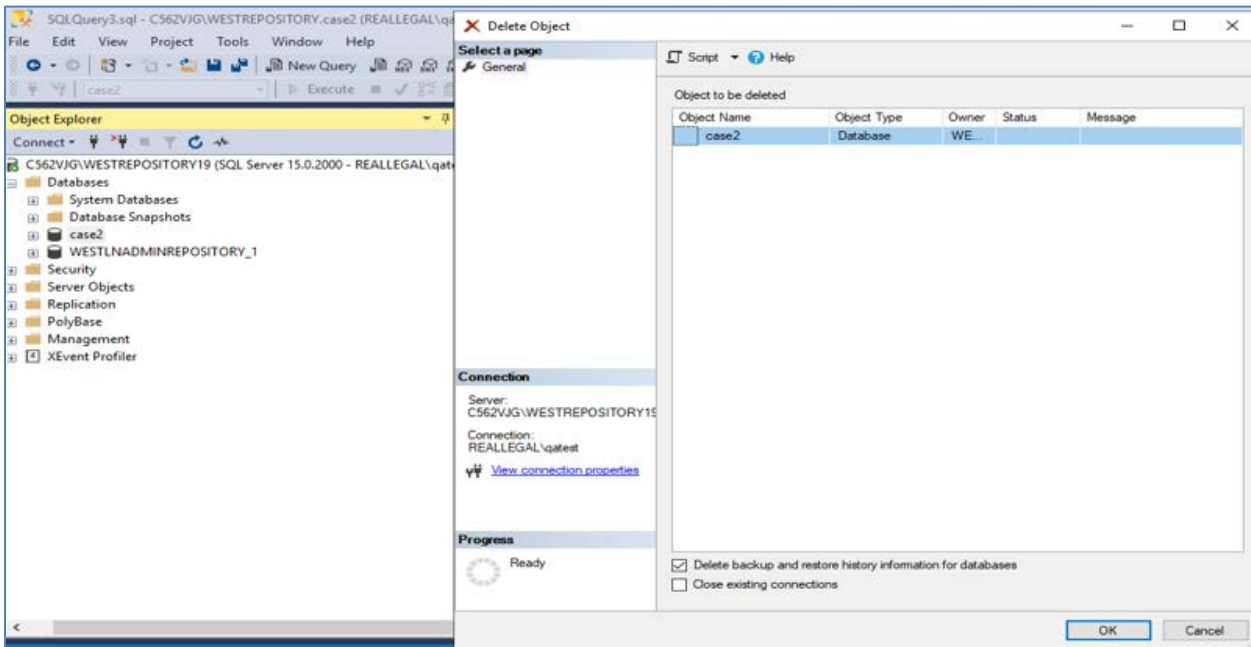 SQLQuery3.sql - C562VJG\WESTREPOSITORY.case2 (REALLEGAL\qa
File Edit View Project Tools Window Help
New Query
case2
Execute
Object Explorer
Connect
C562VJG\WESTREPOSITORY19 (SQL Server 15.0.2000 - REALLEGAL\qate
Databases
System Databases
Database Snapshots
case2
WESTLNADMINREPOSITORY_1
Security
Server Objects
Replication
PolyBase
Management
XEvent Profiler
Delete Object
Select a page
General
Script Help
Object to be deleted
Object Name Object Type Owner Status Message
case2 Database WE...
Connection
Server:
C562VJG\WESTREPOSITORY19
Connection:
REALLEGAL\qatest
View connection properties
Progress
Ready
Delete backup and restore history information for databases
Close existing connections
OK Cancel